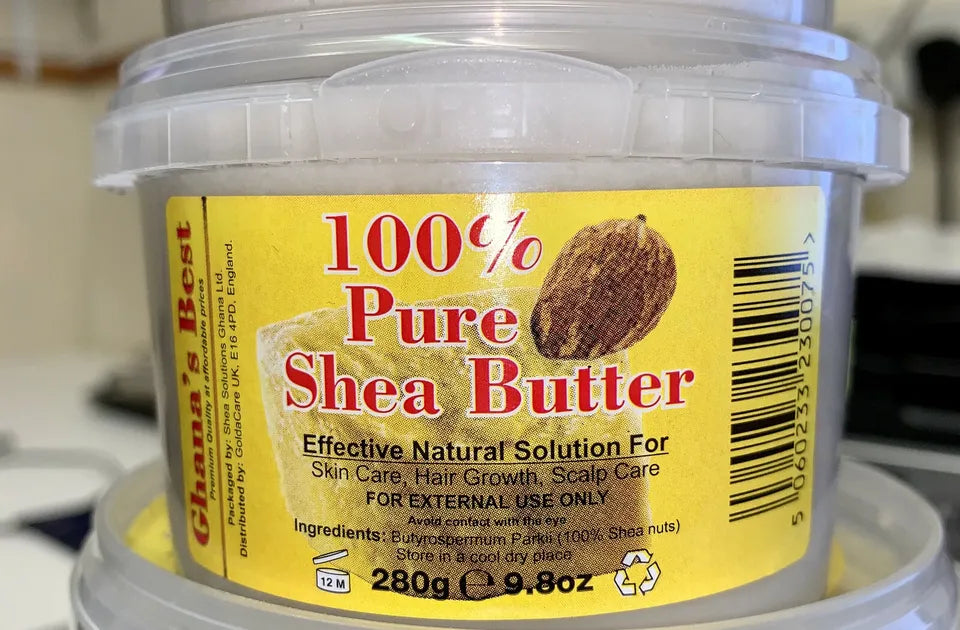 OPEN
Ghana's Best
Premium Quality at affordable prices
Packaged by: Shea Solutions Ghana Ltd.
Distributed by: GoldaCare UK. E16 4PD, England.
100%
Pure
Shea Butter
Effective Natural Solution For
Skin Care, Hair Growth, Scalp Care
FOR EXTERNAL USE ONLY
Avoid contact with the eye
Ingredients: Butyrospermum Parkii (100% Shea nuts)
Store in a cool dry place
12 M
280g ℮ 9.8oz
5 060233 230075 >